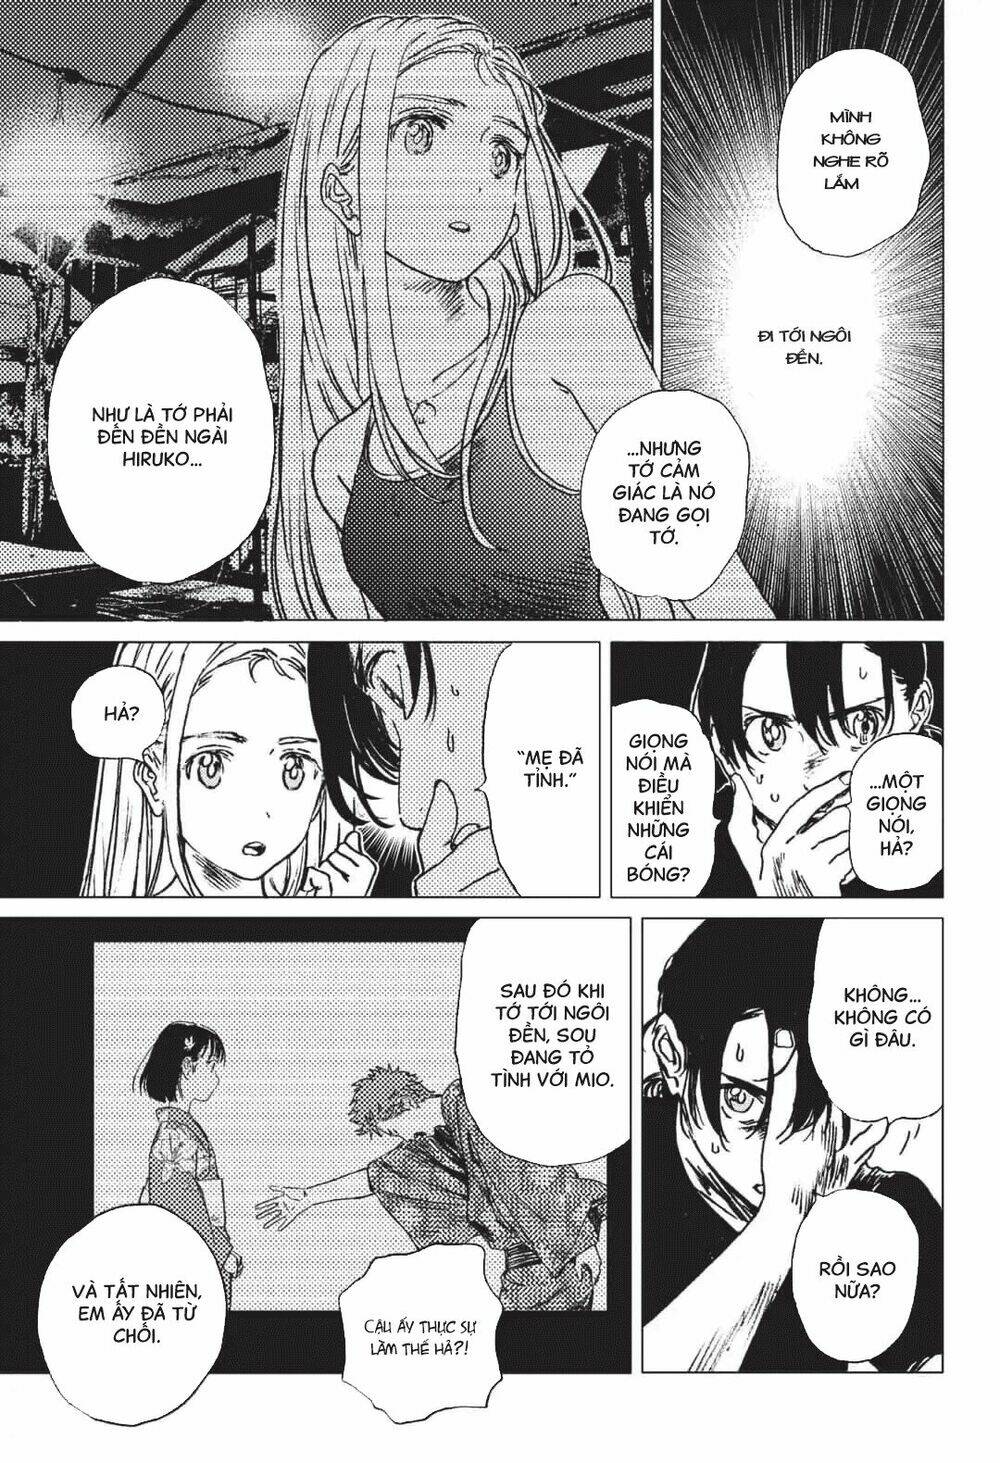 MÌNH
KHÔNG
NGHE RÕ
LẮM
ĐI TỚI NGÔI
ĐỀN.
...NHƯNG
TỚ CẢM
GIÁC LÀ NÓ
ĐANG GỌI
TỚ.
NHƯ LÀ TỚ PHẢI
ĐẾN ĐỀN NGÀI
HIRUKO...
...MỘT
GIỌNG
NÓI,
HẢ?
GIỌNG
NÓI MÀ
ĐIỀU
KHIỂN
NHỮNG
CÁI
BÓNG?
“MẸ ĐÃ
TỈNH.”
HẢ?
KHÔNG...
KHÔNG CÓ
GÌ ĐÂU.
RỒI SAO
NỮA?
SAU ĐÓ KHI
TỚ TỚI NGÔI
ĐỀN, SOU
ĐANG TỎ
TÌNH VỚI MIO.
CẬU ẤY THỰC SỰ
LÀM THẾ HẢ?!
VÀ TẤT NHIÊN,
EM ẤY ĐÃ TỪ
CHỐI.